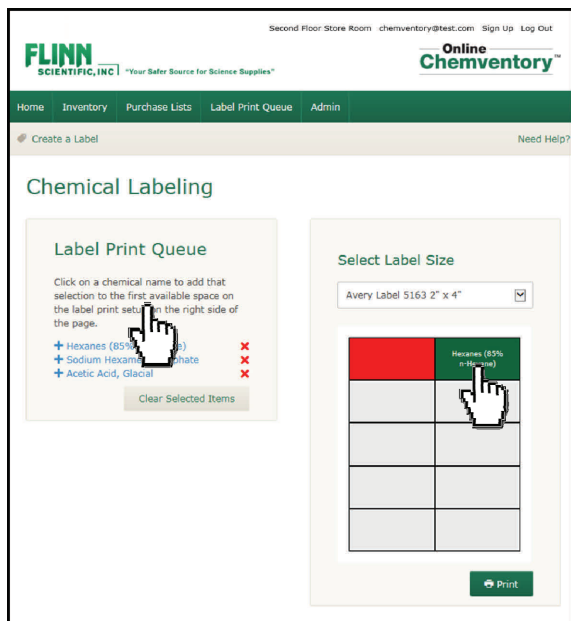 Second Floor Store Room chemventory@test.com Sign Up Log Out
FLINN
SCIENTIFIC, INC "Your Safer Source for Science Supplies"
Online
Chemventory™
Home Inventory Purchase Lists Label Print Queue Admin
Create a Label Need Help?
Chemical Labeling
Label Print Queue
Click on a chemical name to add that
selection to the first available space on
the label print setup on the right side of
the page.
Hexanes (85%
Sodium
Acetic Acid, Glacial
Clear Selected Items
Select Label Size
Avery Label 5163 2" x 4"
Hexanes (85%
n-Hexane)
Print